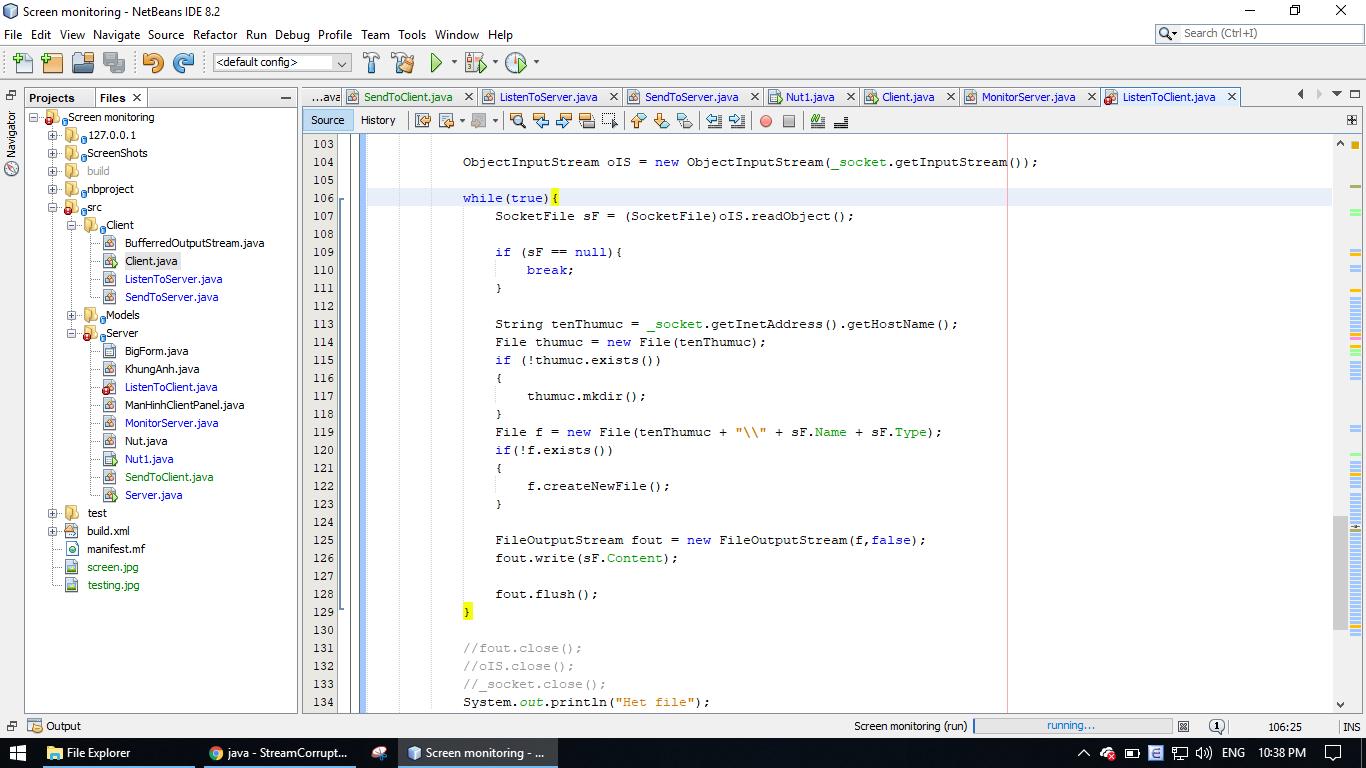 Screen monitoring - NetBeans IDE 8.2
File Edit View Navigate Source Refactor Run Debug Profile Team Tools Window Help
Search (Ctrl+I)
<default config>
Projects Files
...ava SendToClient.java ListenToServer.java SendToServer.java Nut1.java Client.java MonitorServer.java ListenToClient.java
Source History
Navigator
Screen monitoring
127.0.0.1
ScreenShots
build
nbproject
src
Client
BufferredOutputStream.java
Client.java
ListenToServer.java
SendToServer.java
Models
Server
BigForm.java
KhungAnh.java
ListenToClient.java
ManHinhClientPanel.java
MonitorServer.java
Nut.java
Nut1.java
SendToClient.java
Server.java
test
build.xml
manifest.mf
screen.jpg
testing.jpg
103
104 ObjectInputStream oIS = new ObjectInputStream(_socket.getInputStream());
105
106 while(true){
107 SocketFile sF = (SocketFile)oIS.readObject();
108
109 if (sF == null){
110 break;
111 }
112
113 String tenThumuc = _socket.getInetAddress().getHostName();
114 File thumuc = new File(tenThumuc);
115 if (!thumuc.exists())
116 {
117 thumuc.mkdir();
118 }
119 File f = new File(tenThumuc + "\\" + sF.Name + sF.Type);
120 if(!f.exists())
121 {
122 f.createNewFile();
123 }
124
125 FileOutputStream fout = new FileOutputStream(f,false);
126 fout.write(sF.Content);
127
128 fout.flush();
129 }
130
131 //fout.close();
132 //oIS.close();
133 //_socket.close();
134 System.out.println("Het file");
Output
Screen monitoring (run) running... 1 106:25 INS
File Explorer java - StreamCorrupt... Screen monitoring - ... ENG 10:38 PM